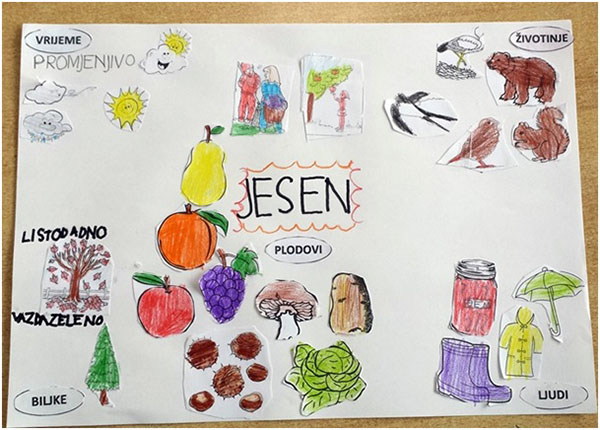 VRIJEME
PROMJENJIVO
ŽIVOTINJE
JESEN
PLODOVI
LISTOPADNO
VAZDAZELENO
BILJKE
LJUDI